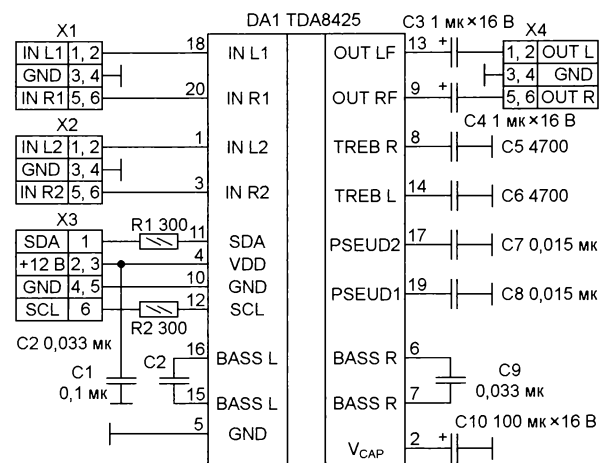 DA1 TDA8425
C3 1 мк×16 В
X1
X4
IN L1 1, 2
18
IN L1
OUT LF
13
+
1, 2 OUT L
GND 3, 4
3, 4 GND
IN R1 5, 6
20
IN R1
OUT RF
9
+
5, 6 OUT R
X2
C4 1 мк×16 В
IN L2 1, 2
1
IN L2
TREB R
8
C5 4700
GND 3, 4
IN R2 5, 6
3
IN R2
TREB L
14
C6 4700
X3
R1 300
SDA 1
11
SDA
PSEUD2
17
C7 0,015 мк
+12 В 2, 3
4
VDD
GND 4, 5
10
GND
PSEUD1
19
C8 0,015 мк
SCL 6
12
SCL
R2 300
C2 0,033 мк
16
BASS L
BASS R
6
C1
0,1 мк
C2
C9
0,033 мк
15
BASS L
BASS R
7
5
GND
C10 100 мк×16 В
VCAP
2
+